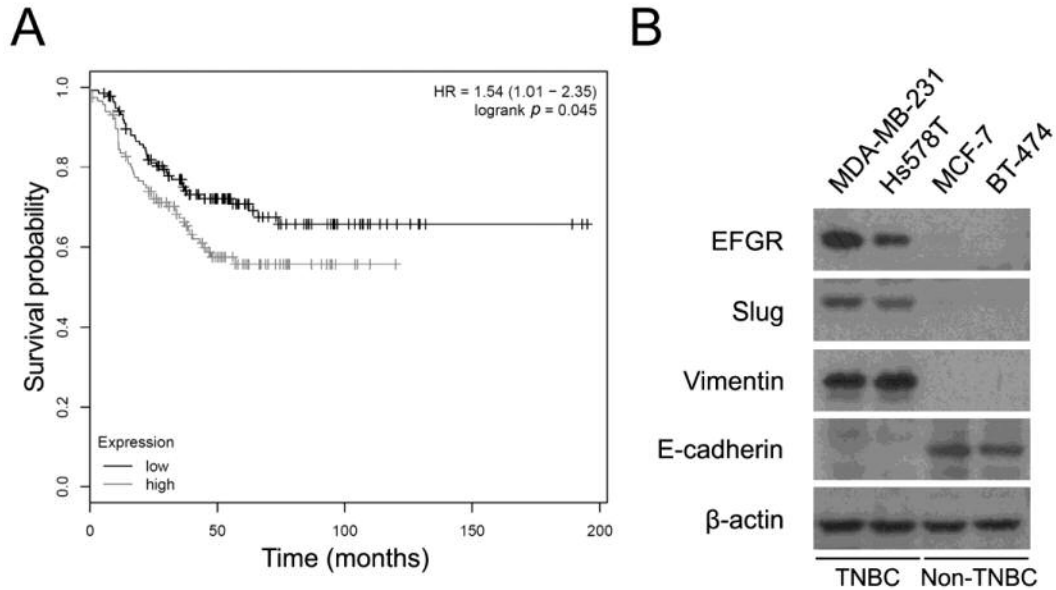 A
HR = 1.54 (1.01 – 2.35)
logrank p = 0.045
Survival probability
1.0
0.8
0.6
0.4
0.2
0.0
Expression
low
high
0
50
100
150
200
Time (months)
B
MDA-MB-231
Hs578T
MCF-7
BT-474
EFGR
Slug
Vimentin
E-cadherin
β-actin
TNBC
Non-TNBC